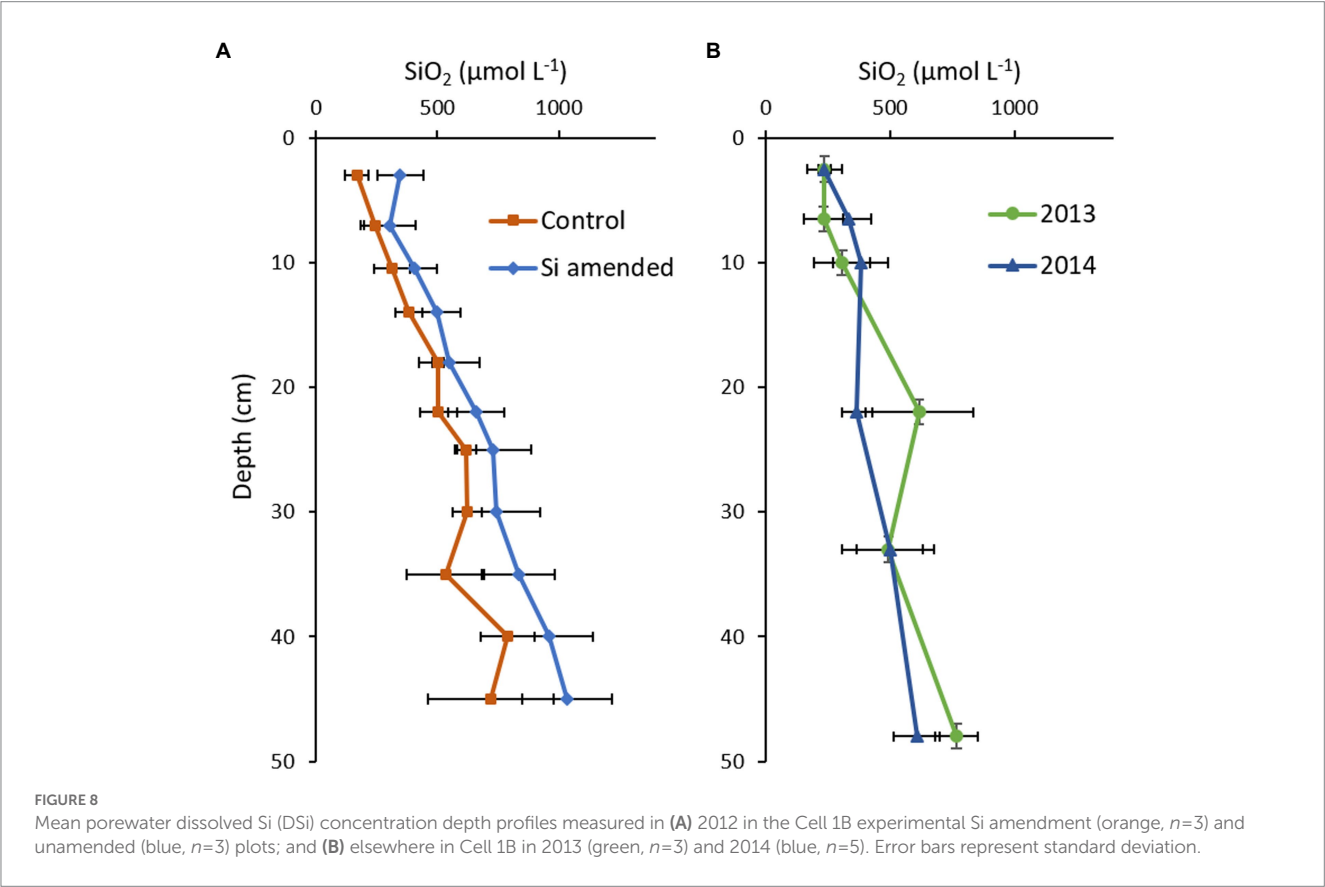 A
SiO2 (µmol L-1)
0 500 1000
0
10
20
30
40
50
Depth (cm)
Control
Si amended
B
SiO2 (µmol L-1)
0 500 1000
0
10
20
30
40
50
2013
2014
FIGURE 8
Mean porewater dissolved Si (DSi) concentration depth profiles measured in (A) 2012 in the Cell 1B experimental Si amendment (orange, n=3) and
unamended (blue, n=3) plots; and (B) elsewhere in Cell 1B in 2013 (green, n=3) and 2014 (blue, n=5). Error bars represent standard deviation.